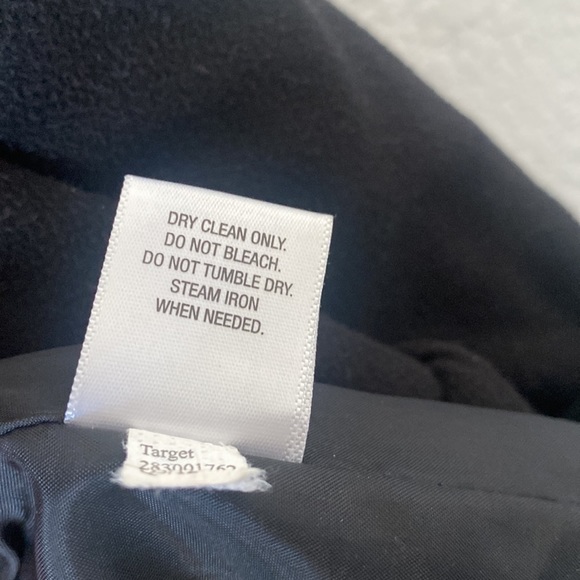 DRY CLEAN ONLY.
DO NOT BLEACH.
DO NOT TUMBLE DRY.
STEAM IRON
WHEN NEEDED.
Target